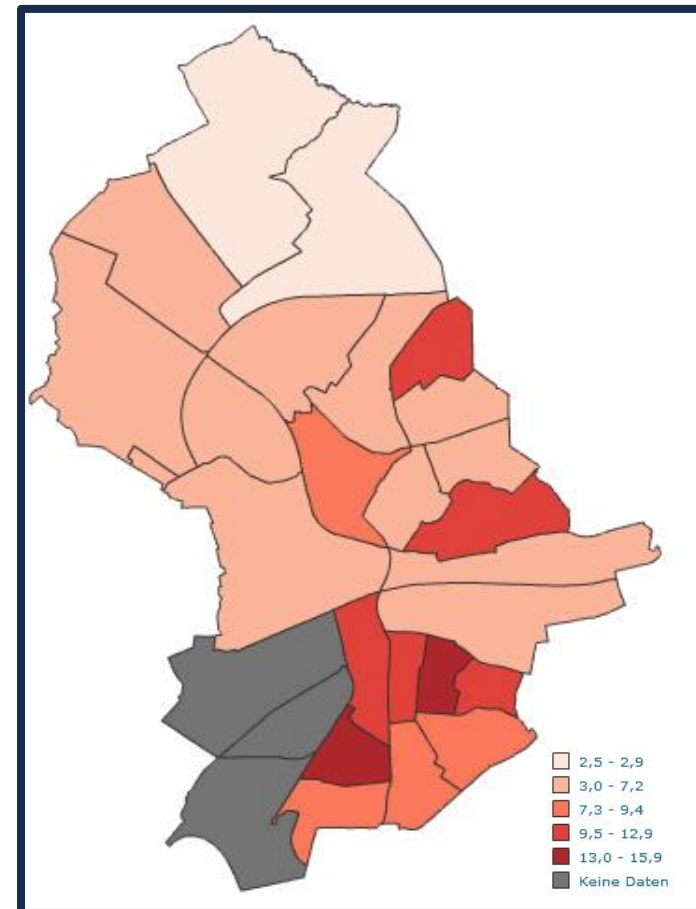 2,5 - 2,9
3,0 - 7,2
7,3 - 9,4
9,5 - 12,9
13,0 - 15,9
Keine Daten